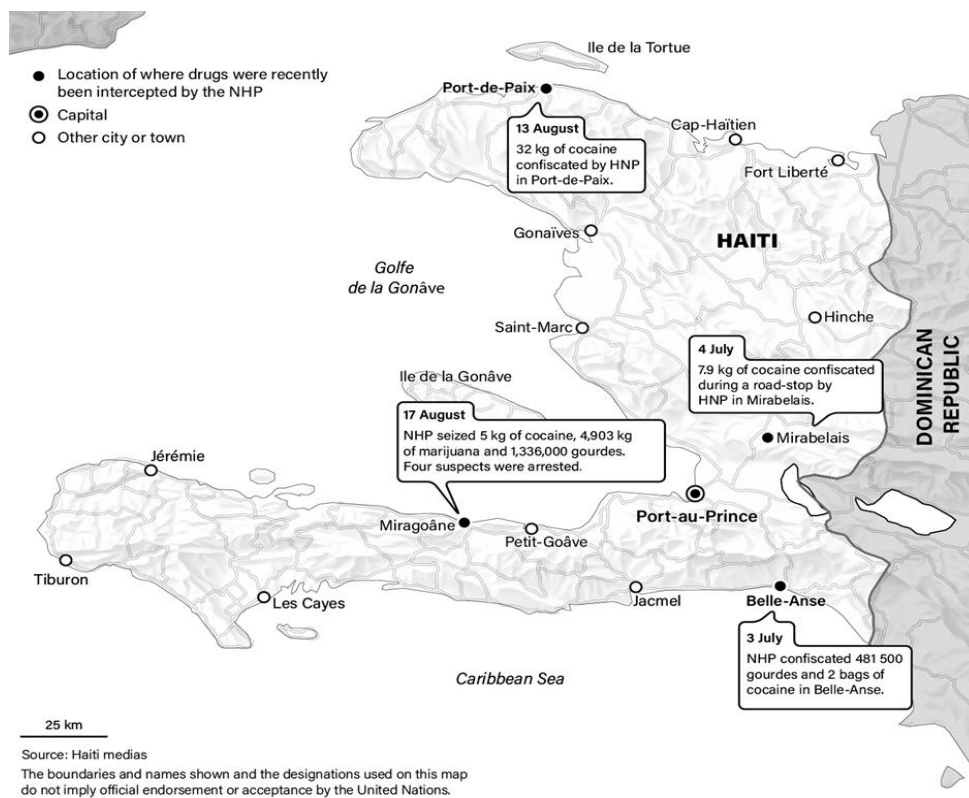 Location of where drugs were recently
been intercepted by the NHP
Capital
Other city or town
Ile de la Tortue
Port-de-Paix
13 August
32 kg of cocaine
confiscated by HNP
in Port-de-Paix.
Cap-Haïtien
Fort Liberté
Gonaïves
HAITI
Golfe
de la Gonâve
Saint-Marc
Hinche
4 July
7.9 kg of cocaine confiscated
during a road-stop by
HNP in Mirabelais.
DOMINICAN
REPUBLIC
Ile de la Gonâve
17 August
NHP seized 5 kg of cocaine, 4,903 kg
of marijuana and 1,336,000 gourdes.
Four suspects were arrested.
Mirabelais
Jérémie
Port-au-Prince
Miragoâne
Petit-Goâve
Tiburon
Les Cayes
Jacmel
Belle-Anse
3 July
NHP confiscated 481 500
gourdes and 2 bags of
cocaine in Belle-Anse.
Caribbean Sea
25 km
Source: Haiti medias
The boundaries and names shown and the designations used on this map
do not imply official endorsement or acceptance by the United Nations.